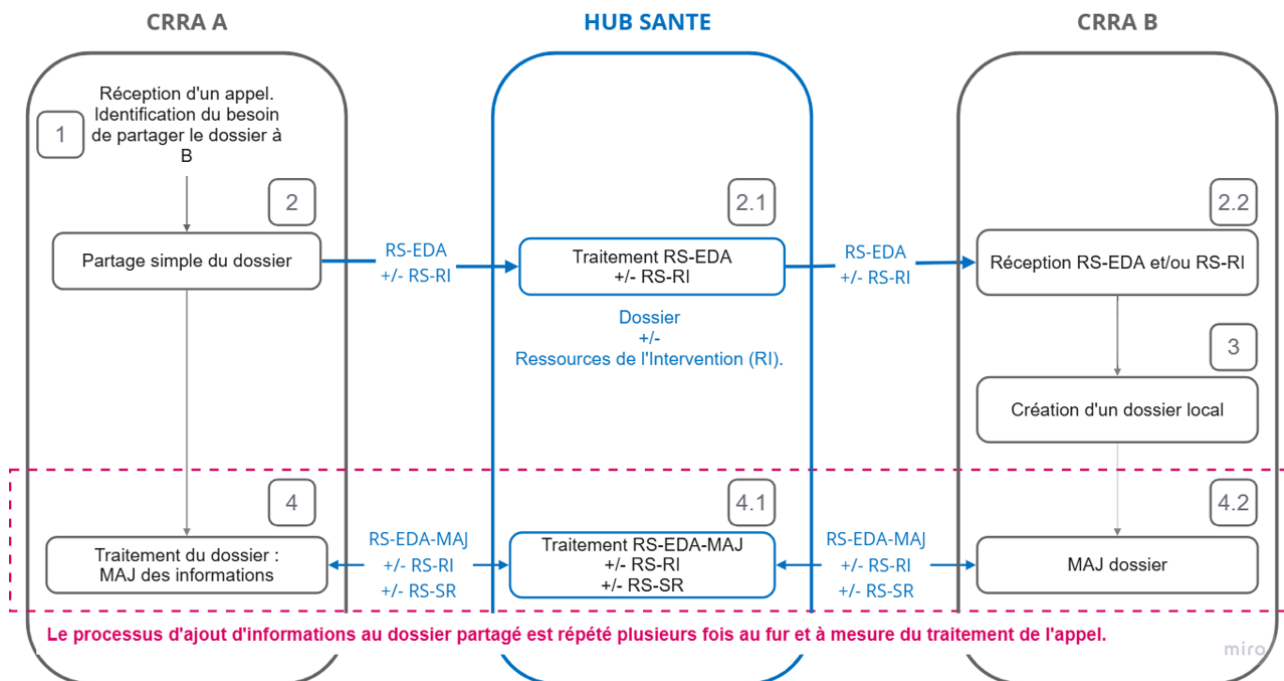 CRRA A
HUB SANTE
CRRA B
1
Réception d'un appel.
Identification du besoin
de partager le dossier à
B
2
2.1
2.2
Partage simple du dossier
RS-EDA
+/- RS-RI
Traitement RS-EDA
+/- RS-RI
RS-EDA
+/- RS-RI
Réception RS-EDA et/ou RS-RI
Dossier
+/-
Ressources de l'Intervention (RI).
3
Création d'un dossier local
4
4.1
4.2
Traitement du dossier :
MAJ des informations
RS-EDA-MAJ
+/- RS-RI
+/- RS-SR
Traitement RS-EDA-MAJ
+/- RS-RI
+/- RS-SR
RS-EDA-MAJ
+/- RS-RI
+/- RS-SR
MAJ dossier
Le processus d'ajout d'informations au dossier partagé est répété plusieurs fois au fur et à mesure du traitement de l'appel.
miro